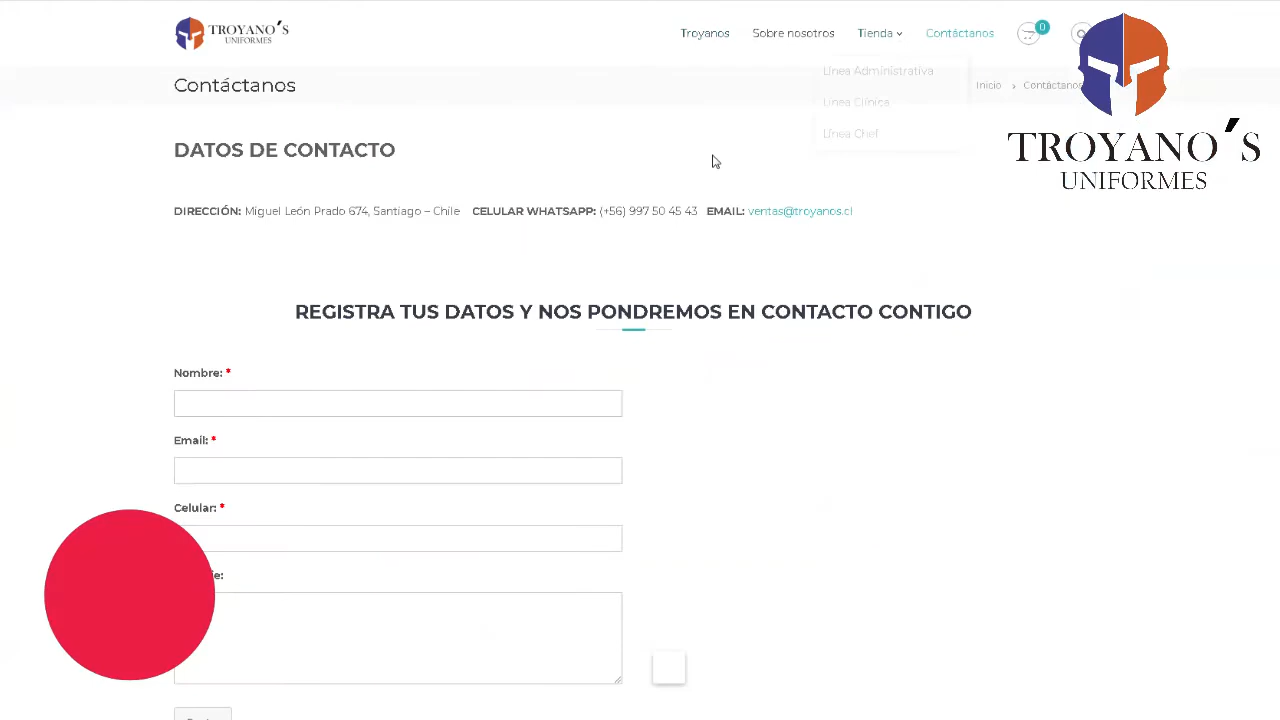 TROYANO´S
UNIFORMES
Troyanos Sobre nosotros Tienda Contáctanos 0
Línea Administrativa
Línea Clínica
Línea Chef
Contáctanos
Inicio > Contáctanos
TROYANO´S
UNIFORMES
DATOS DE CONTACTO
DIRECCIÓN: Miguel León Prado 674, Santiago – Chile CELULAR WHATSAPP: (+56) 997 50 45 43 EMAIL: ventas@troyanos.cl
REGISTRA TUS DATOS Y NOS PONDREMOS EN CONTACTO CONTIGO
Nombre: *
Email: *
Celular: *